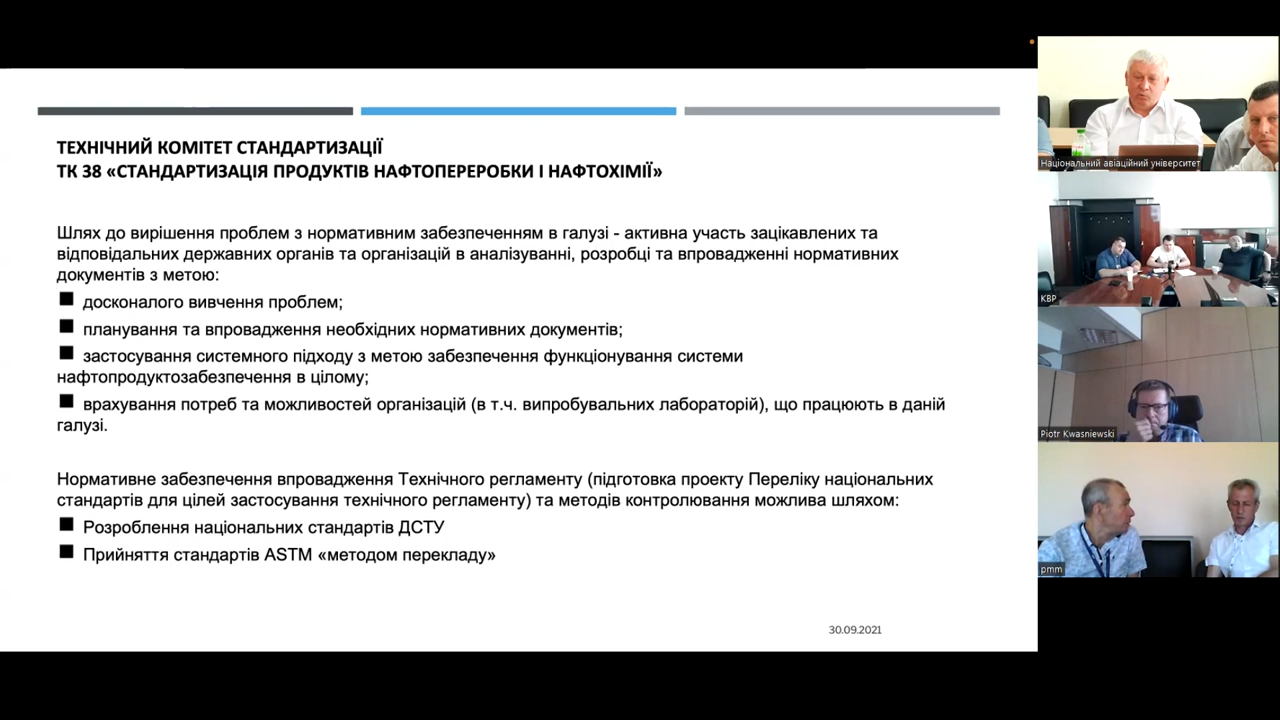 ТЕХНІЧНИЙ КОМІТЕТ СТАНДАРТИЗАЦІЇ
ТК 38 «СТАНДАРТИЗАЦІЯ ПРОДУКТІВ НАФТОПЕРЕРОБКИ І НАФТОХІМІЇ»
Шлях до вирішення проблем з нормативним забезпеченням в галузі - активна участь зацікавлених та
відповідальних державних органів та організацій в аналізуванні, розробці та впровадженні нормативних
документів з метою:
досконалого вивчення проблем;
планування та впровадження необхідних нормативних документів;
застосування системного підходу з метою забезпечення функціонування системи
нафтопродуктозабезпечення в цілому;
врахування потреб та можливостей організацій (в т.ч. випробувальних лабораторій), що працюють в даній
галузі.
Нормативне забезпечення впровадження Технічного регламенту (підготовка проекту Переліку національних
стандартів для цілей застосування технічного регламенту) та методів контролювання можлива шляхом:
Розроблення національних стандартів ДСТУ
Прийняття стандартів ASTM «методом перекладу»
30.09.2021
Національний авіаційний університет
КВР
Piotr Kwasniewski
pmm